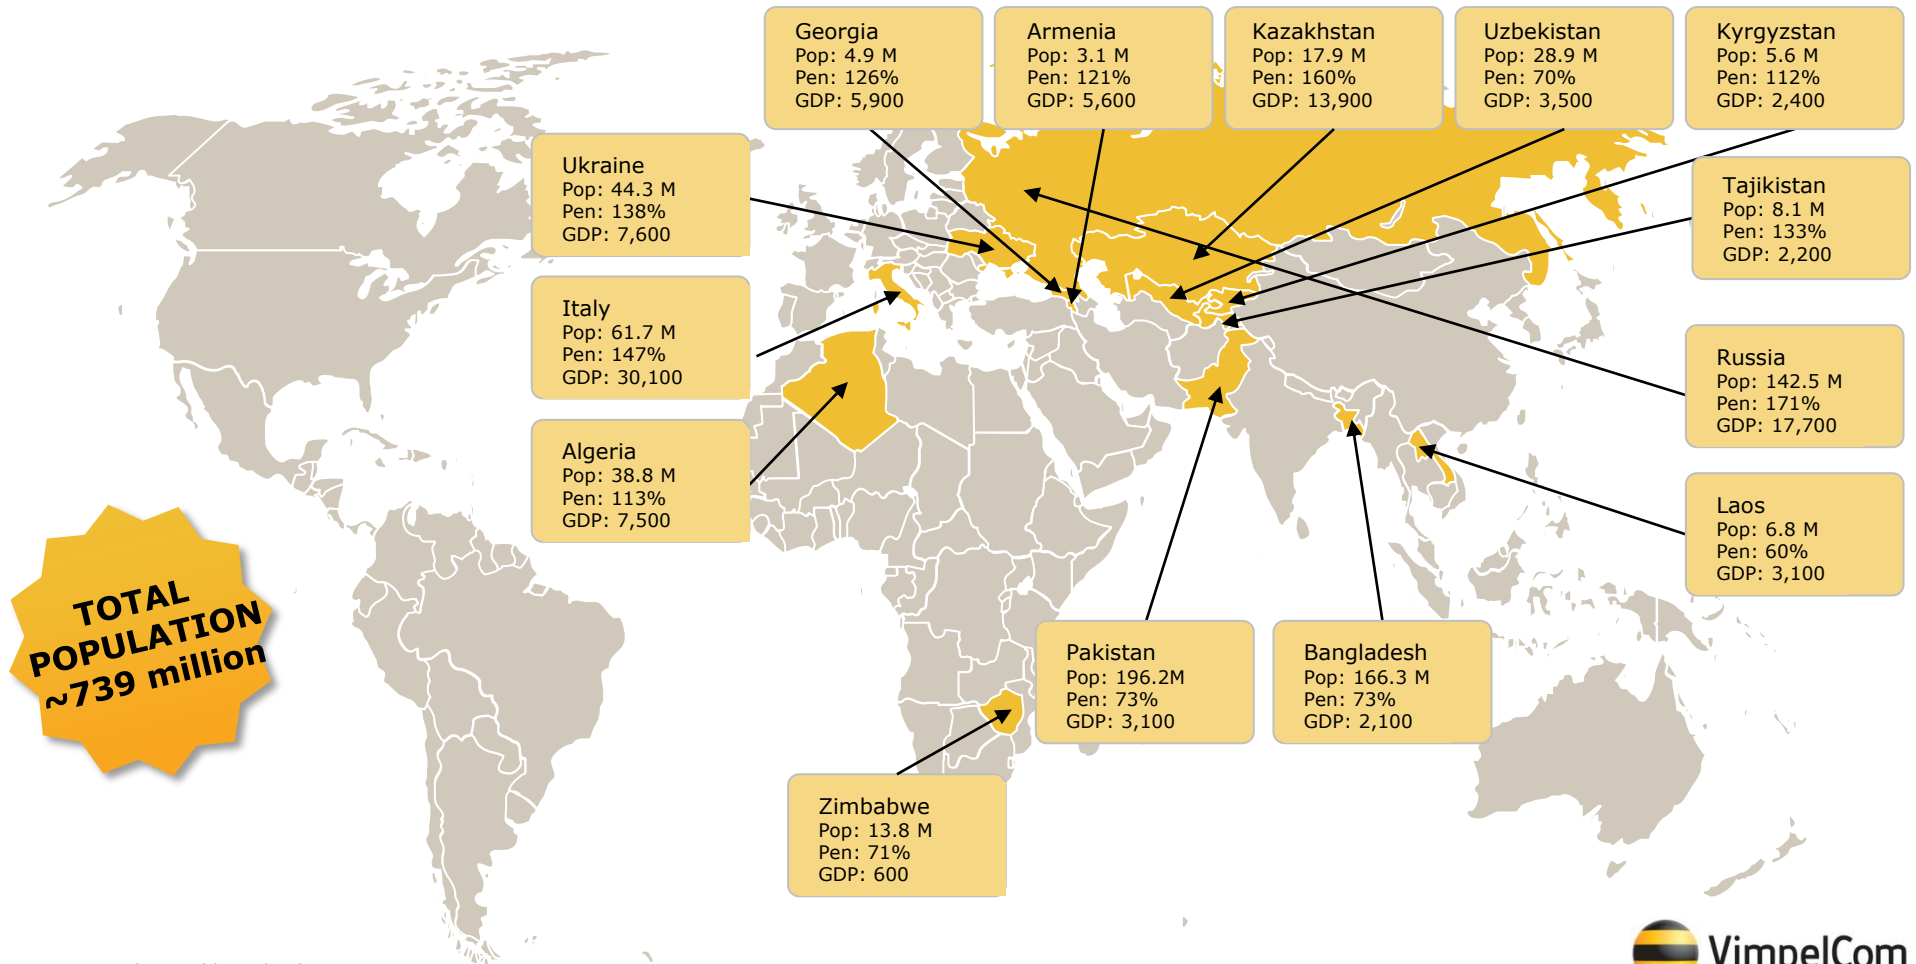 Georgia
Pop: 4.9 M
Pen: 126%
GDP: 5,900
Armenia
Pop: 3.1 M
Pen: 121%
GDP: 5,600
Kazakhstan
Pop: 17.9 M
Pen: 160%
GDP: 13,900
Uzbekistan
Pop: 28.9 M
Pen: 70%
GDP: 3,500
Kyrgyzstan
Pop: 5.6 M
Pen: 112%
GDP: 2,400
Ukraine
Pop: 44.3 M
Pen: 138%
GDP: 7,600
Tajikistan
Pop: 8.1 M
Pen: 133%
GDP: 2,200
Italy
Pop: 61.7 M
Pen: 147%
GDP: 30,100
Russia
Pop: 142.5 M
Pen: 171%
GDP: 17,700
Algeria
Pop: 38.8 M
Pen: 113%
GDP: 7,500
Laos
Pop: 6.8 M
Pen: 60%
GDP: 3,100
TOTAL
POPULATION
~739 million
Pakistan
Pop: 196.2M
Pen: 73%
GDP: 3,100
Bangladesh
Pop: 166.3 M
Pen: 73%
GDP: 2,100
Zimbabwe
Pop: 13.8 M
Pen: 71%
GDP: 600
VimpelCom